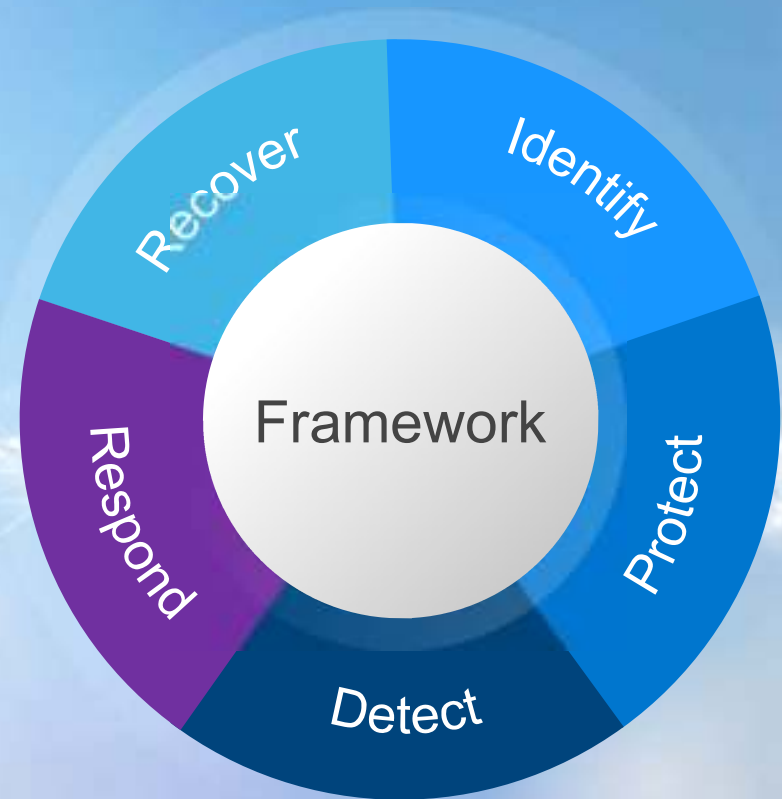 Identify
Protect
Detect
Respond
Recover
Framework